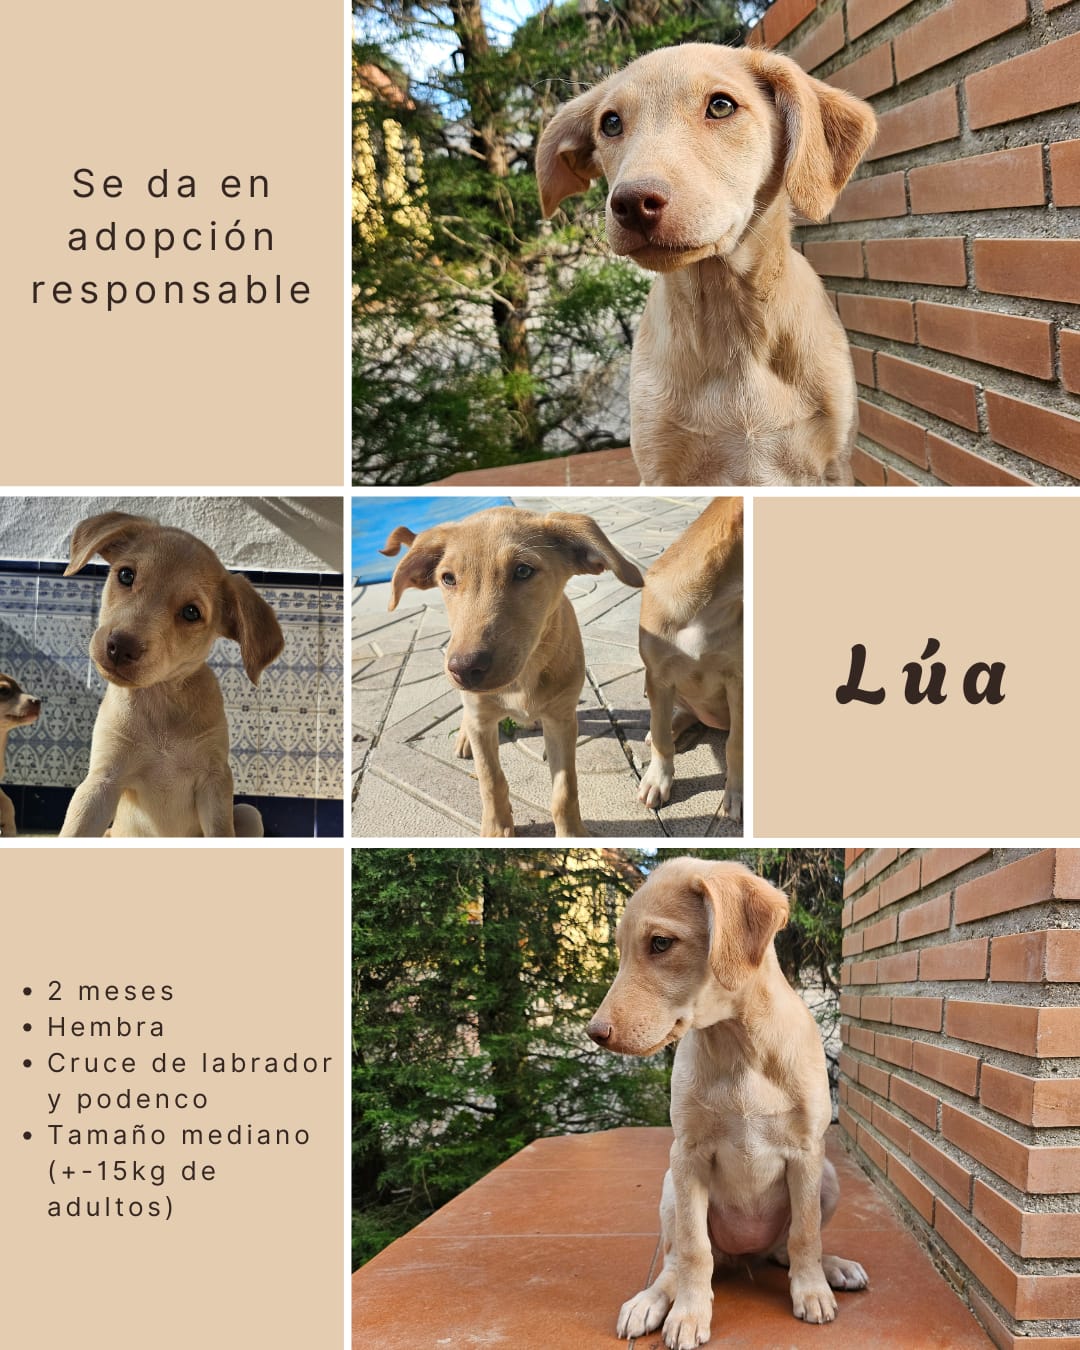 Se da en
adopción
responsable
Lúa
• 2 meses
• Hembra
• Cruce de labrador
y podenco
• Tamaño mediano
(+-15kg de
adultos)